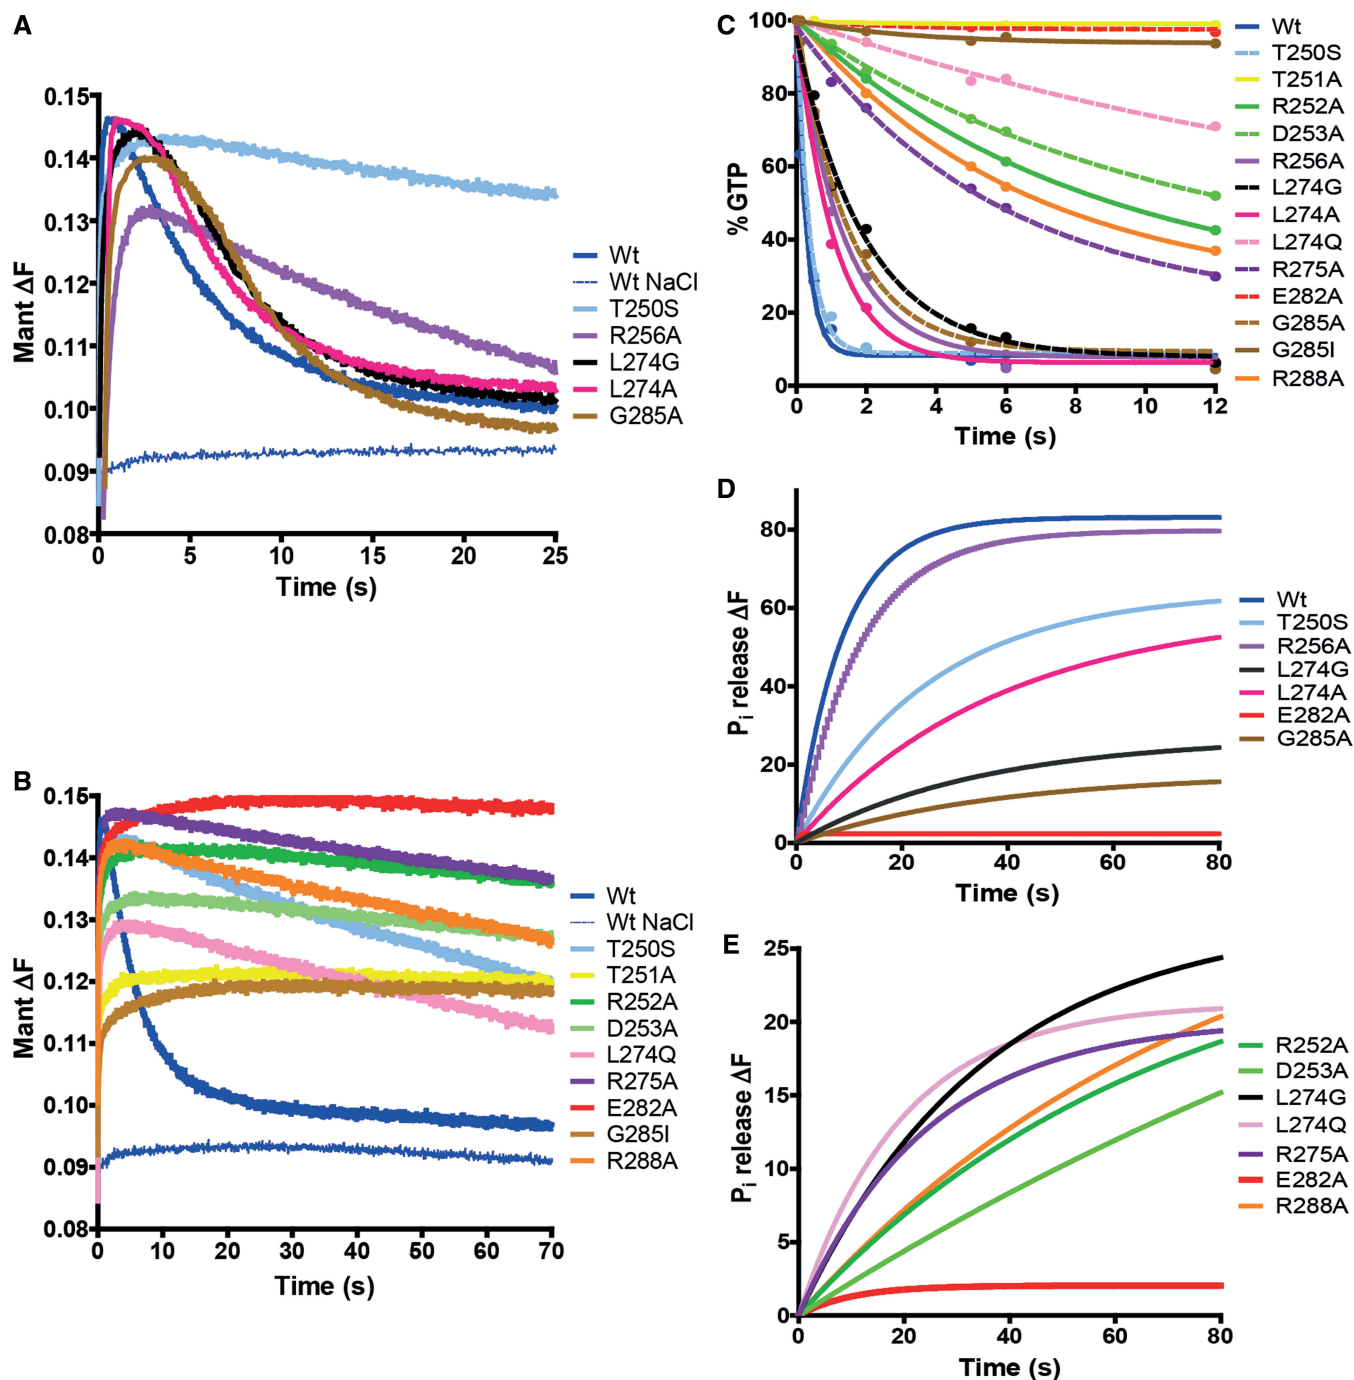 A
Mant ΔF
0.15
0.14
0.13
0.12
0.11
0.10
0.09
0.08
0 5 10 15 20 25
Time (s)
Wt
Wt NaCl
T250S
R256A
L274G
L274A
G285A
B
Mant ΔF
0.15
0.14
0.13
0.12
0.11
0.10
0.09
0.08
0 10 20 30 40 50 60 70
Time (s)
Wt
Wt NaCl
T250S
T251A
R252A
D253A
L274Q
R275A
E282A
G285I
R288A
C
% GTP
100
80
60
40
20
0
0 2 4 6 8 10 12
Time (s)
Wt
T250S
T251A
R252A
D253A
R256A
L274G
L274A
L274Q
R275A
E282A
G285A
G285I
R288A
D
Pi release ΔF
80
60
40
20
0
0 20 40 60 80
Time (s)
Wt
T250S
R256A
L274G
L274A
E282A
G285A
E
Pi release ΔF
25
20
15
10
5
0
0 20 40 60 80
Time (s)
R252A
D253A
L274G
L274Q
R275A
E282A
R288A